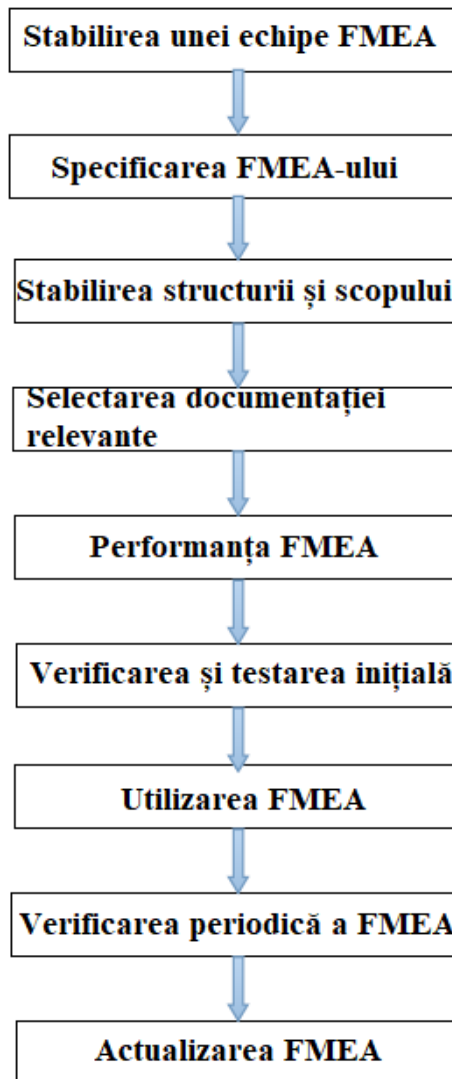 Stabilirea unei echipe FMEA
Specificarea FMEA-ului
Stabilirea structurii și scopului
Selectarea documentației
relevante
Performanța FMEA
Verificarea și testarea inițială
Utilizarea FMEA
Verificarea periodică a FMEA
Actualizarea FMEA